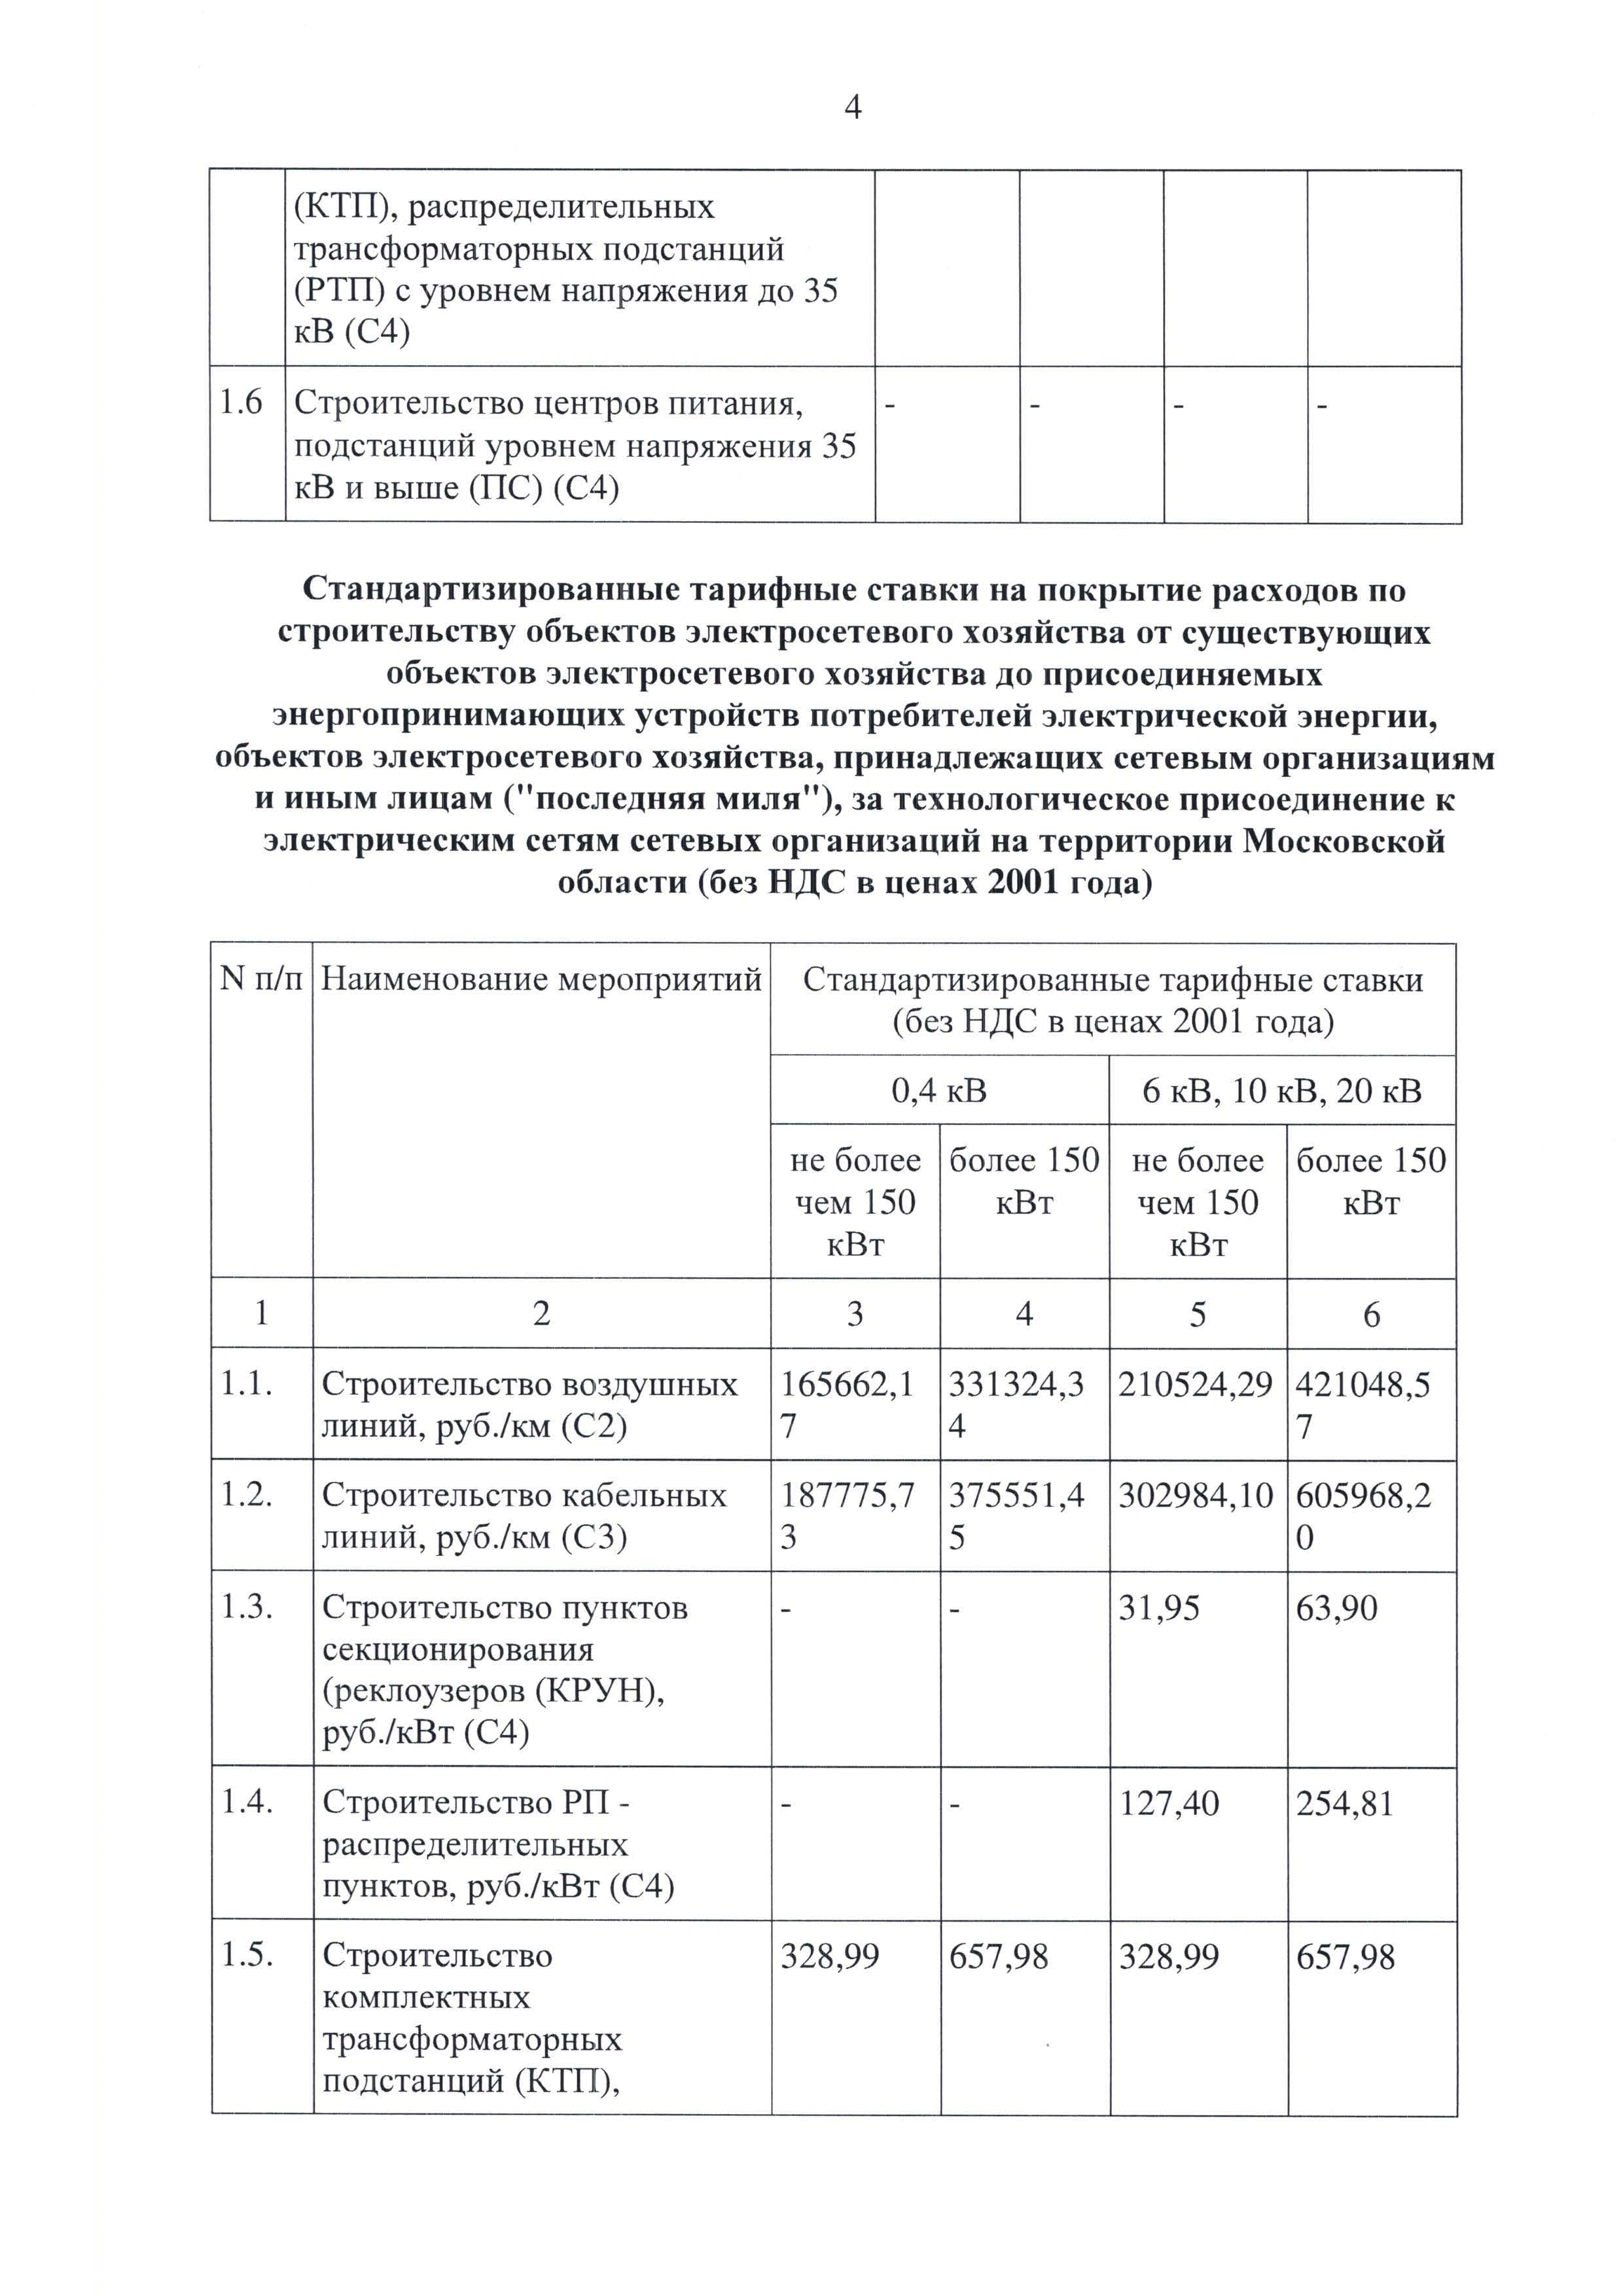 4
(КТП), распределительных
трансформаторных подстанций
(РТП) с уровнем напряжения до 35
кВ (С4)
1.6 Строительство центров питания, - - - -
подстанций уровнем напряжения 35
кВ и выше (ПС) (С4)
Стандартизированные тарифные ставки на покрытие расходов по
строительству объектов электросетевого хозяйства от существующих
объектов электросетевого хозяйства до присоединяемых
энергопринимающих устройств потребителей электрической энергии,
объектов электросетевого хозяйства, принадлежащих сетевым организациям
и иным лицам ("последняя миля"), за технологическое присоединение к
электрическим сетям сетевых организаций на территории Московской
области (без НДС в ценах 2001 года)
N п/п Наименование мероприятий Стандартизированные тарифные ставки
(без НДС в ценах 2001 года)
0,4 кВ 6 кВ, 10 кВ, 20 кВ
не более более 150 не более более 150
чем 150 кВт чем 150 кВт
кВт кВт
1 2 3 4 5 6
1.1. Строительство воздушных 165662,1 331324,3 210524,29 421048,5
линий, руб./км (С2) 7 4 7
1.2. Строительство кабельных 187775,7 375551,4 302984,10 605968,2
линий, руб./км (С3) 3 5 0
1.3. Строительство пунктов - - 31,95 63,90
секционирования
(реклоузеров (КРУН),
руб./кВт (С4)
1.4. Строительство РП - - - 127,40 254,81
распределительных
пунктов, руб./кВт (С4)
1.5. Строительство 328,99 657,98 328,99 657,98
комплектных
трансформаторных
подстанций (КТП),